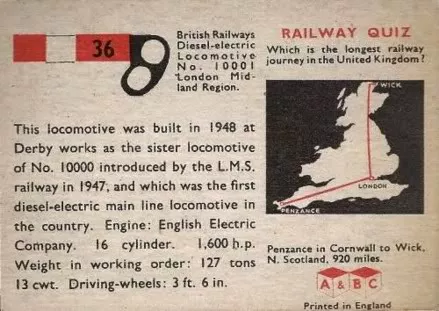 36
British Railways
Diesel-electric
Locomotive
No. 10001
London Mid-
land Region.
This locomotive was built in 1948 at
Derby works as the sister locomotive
of No. 10000 introduced by the L.M.S.
railway in 1947, and which was the first
diesel-electric main line locomotive in
the country. Engine: English Electric
Company. 16 cylinder. 1,600 h.p.
Weight in working order: 127 tons
13 cwt. Driving-wheels: 3 ft. 6 in.
RAILWAY QUIZ
Which is the longest railway
journey in the United Kingdom?
WICK
LONDON
PENZANCE
Penzance in Cornwall to Wick,
N. Scotland, 920 miles.
A & B C
Printed in England